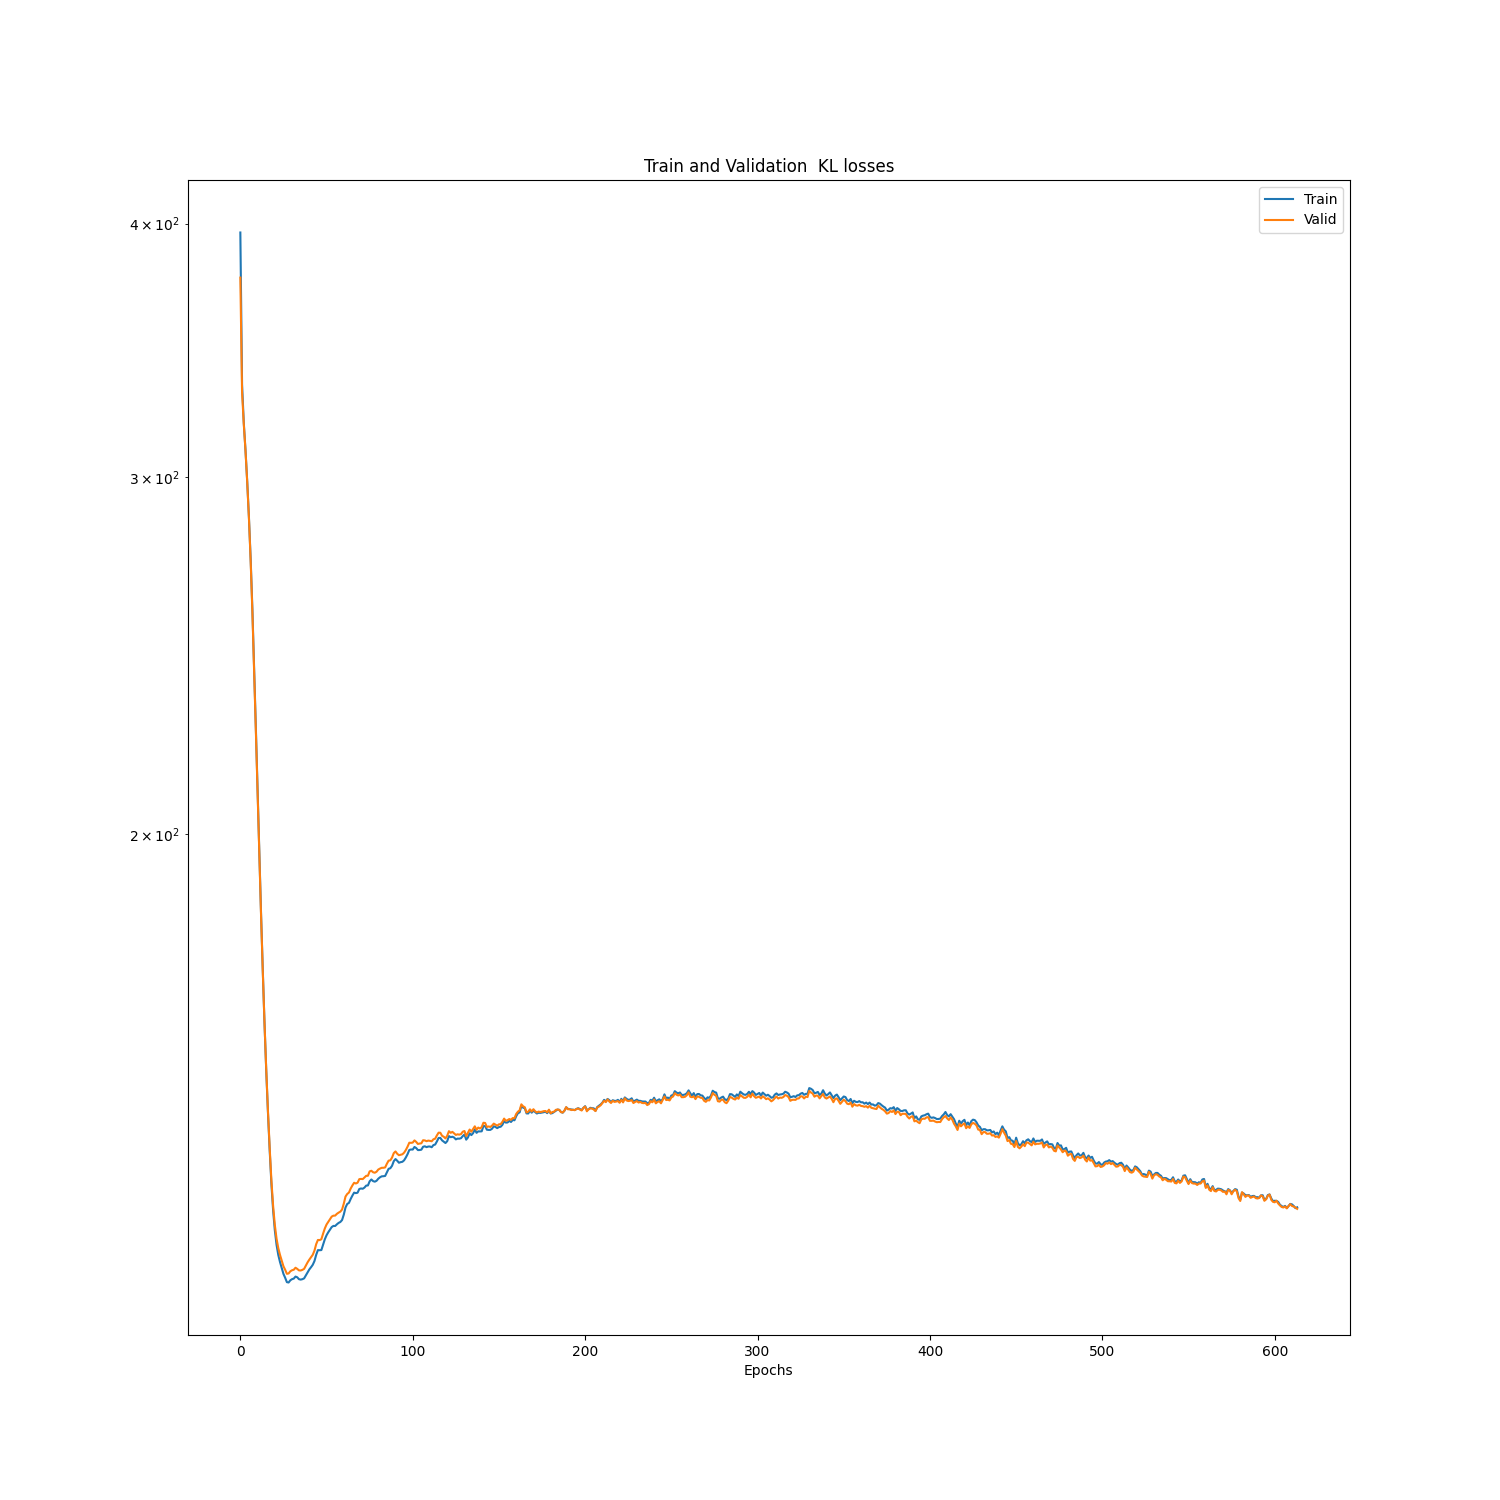 Train and Validation  KL losses
Train
Valid
4 × 10²
3 × 10²
2 × 10²
0 100 200 300 400 500 600
Epochs